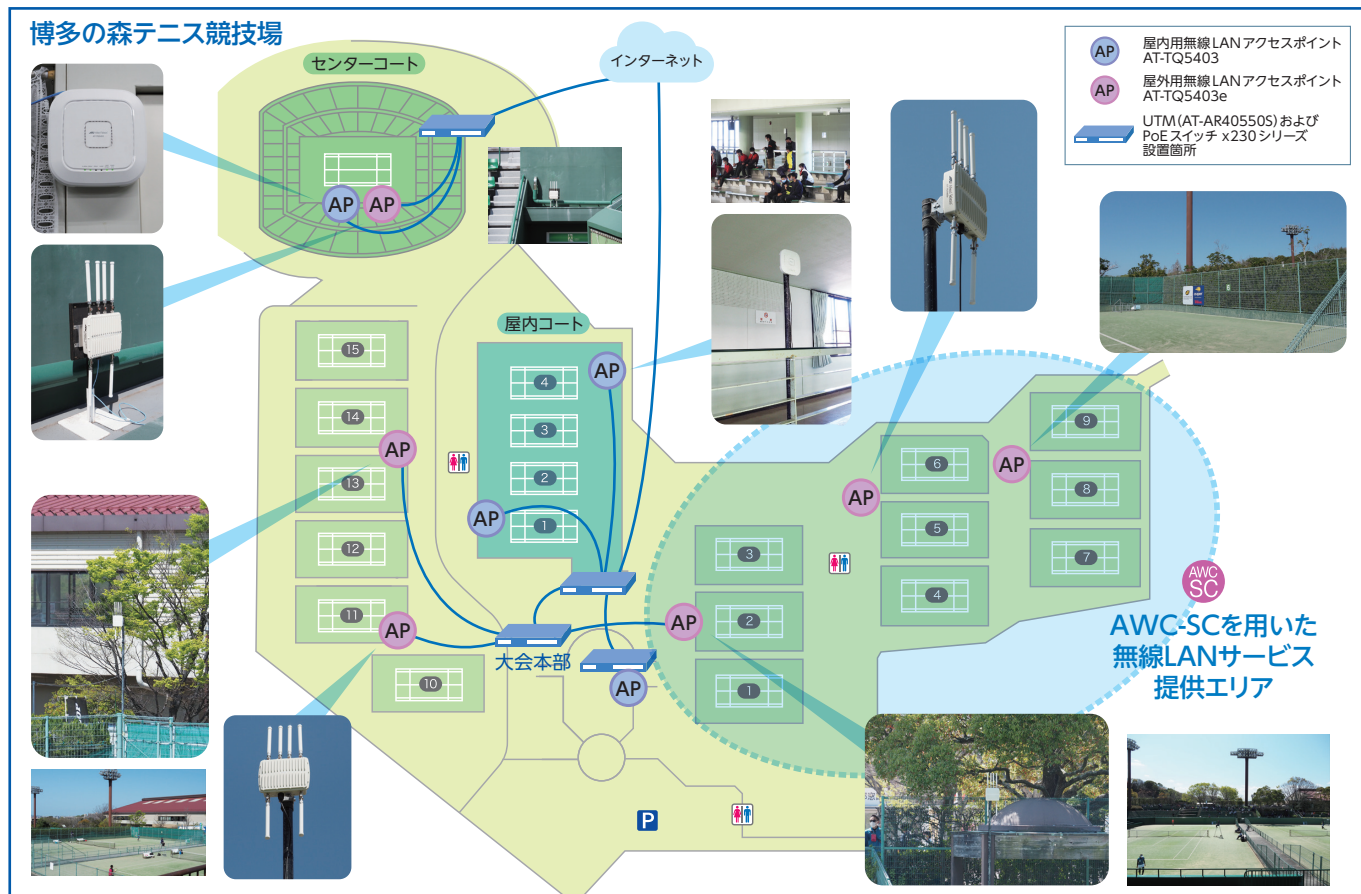 博多の森テニス競技場
センターコート
インターネット
AP
屋内用無線LANアクセスポイント
AT-TQ5403
AP
屋外用無線LANアクセスポイント
AT-TQ5403e
UTM(AT-AR40550S)および
PoEスイッチ x230シリーズ
設置箇所
AP
AP
屋内コート
15
14
13
12
11
10
AP
AP
4
3
2
1
AP
AP
大会本部
AP
AP
3
2
1
AP
6
5
4
AP
9
8
7
AWC
SC
AWC-SCを用いた
無線LANサービス
提供エリア
P